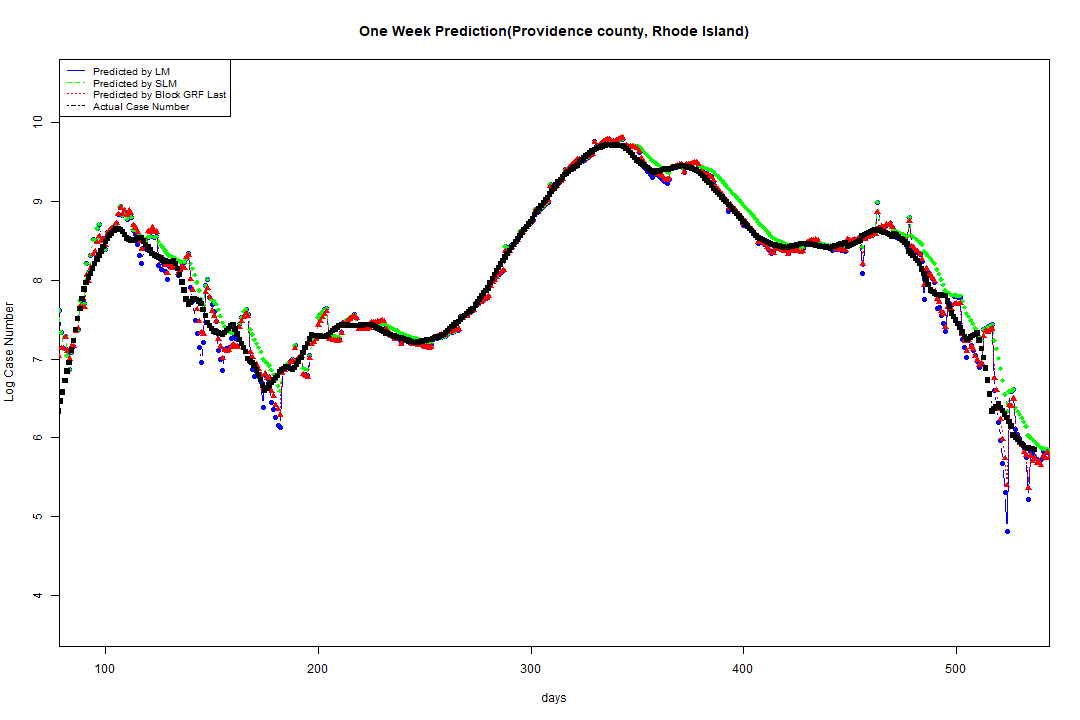 One Week Prediction(Providence county, Rhode Island)
Predicted by LM
Predicted by SLM
Predicted by Block GRF Last
Actual Case Number
Log Case Number
10
9
8
7
6
5
4
100 200 300 400 500
days